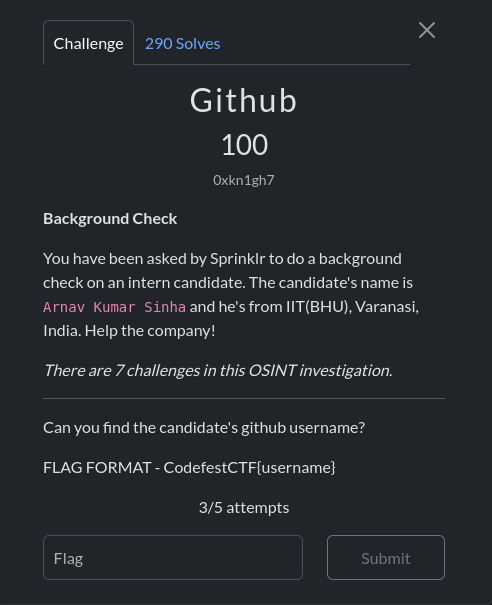 Challenge
290 Solves
Github
100
0xkn1gh7
Background Check
You have been asked by Sprinklr to do a background
check on an intern candidate. The candidate's name is
Arnav Kumar Sinha and he's from IIT(BHU), Varanasi,
India. Help the company!
There are 7 challenges in this OSINT investigation.
Can you find the candidate's github username?
FLAG FORMAT - CodefestCTF{username}
3/5 attempts
Flag
Submit